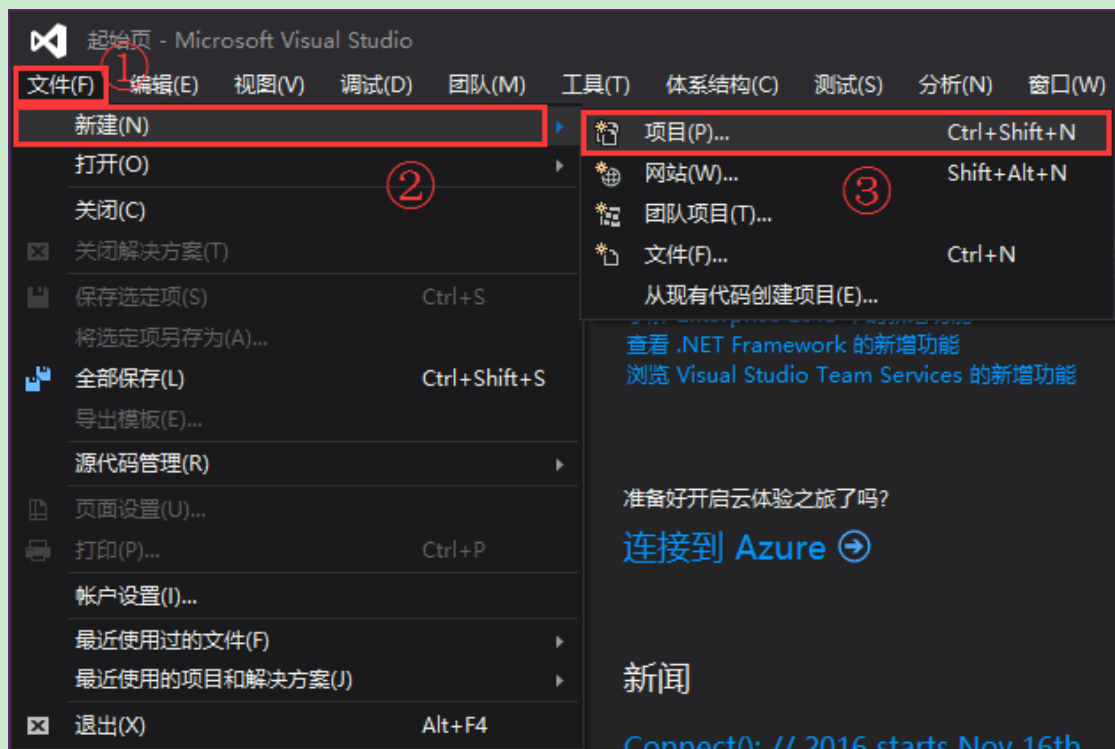 起始页 - Microsoft Visual Studio
①
文件(F) 编辑(E) 视图(V) 调试(D) 团队(M) 工具(T) 体系结构(C) 测试(S) 分析(N) 窗口(W)
新建(N)
打开(O)
②
关闭(C)
关闭解决方案(T)
保存选定项(S) Ctrl+S
将选定项另存为(A)...
全部保存(L) Ctrl+Shift+S
导出模板(E)...
源代码管理(R)
页面设置(U)...
打印(P)... Ctrl+P
帐户设置(I)...
最近使用过的文件(F)
最近使用的项目和解决方案(J)
退出(X) Alt+F4
项目(P)... Ctrl+Shift+N
网站(W)... Shift+Alt+N
③
团队项目(T)...
文件(F)... Ctrl+N
从现有代码创建项目(E)...
查看 .NET Framework 的新增功能
浏览 Visual Studio Team Services 的新增功能
准备好开启云体验之旅了吗?
连接到 Azure
新闻
Connect(); // 2016 starts Nov 16th